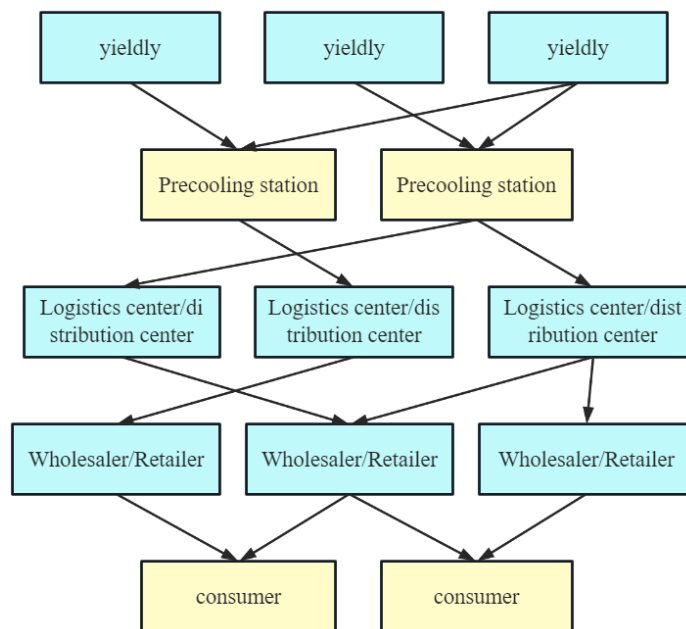 yieldly
yieldly
yieldly
Precooling station
Precooling station
Logistics center/di
stribution center
Logistics center/dis
tribution center
Logistics center/dist
ribution center
Wholesaler/Retailer
Wholesaler/Retailer
Wholesaler/Retailer
consumer
consumer